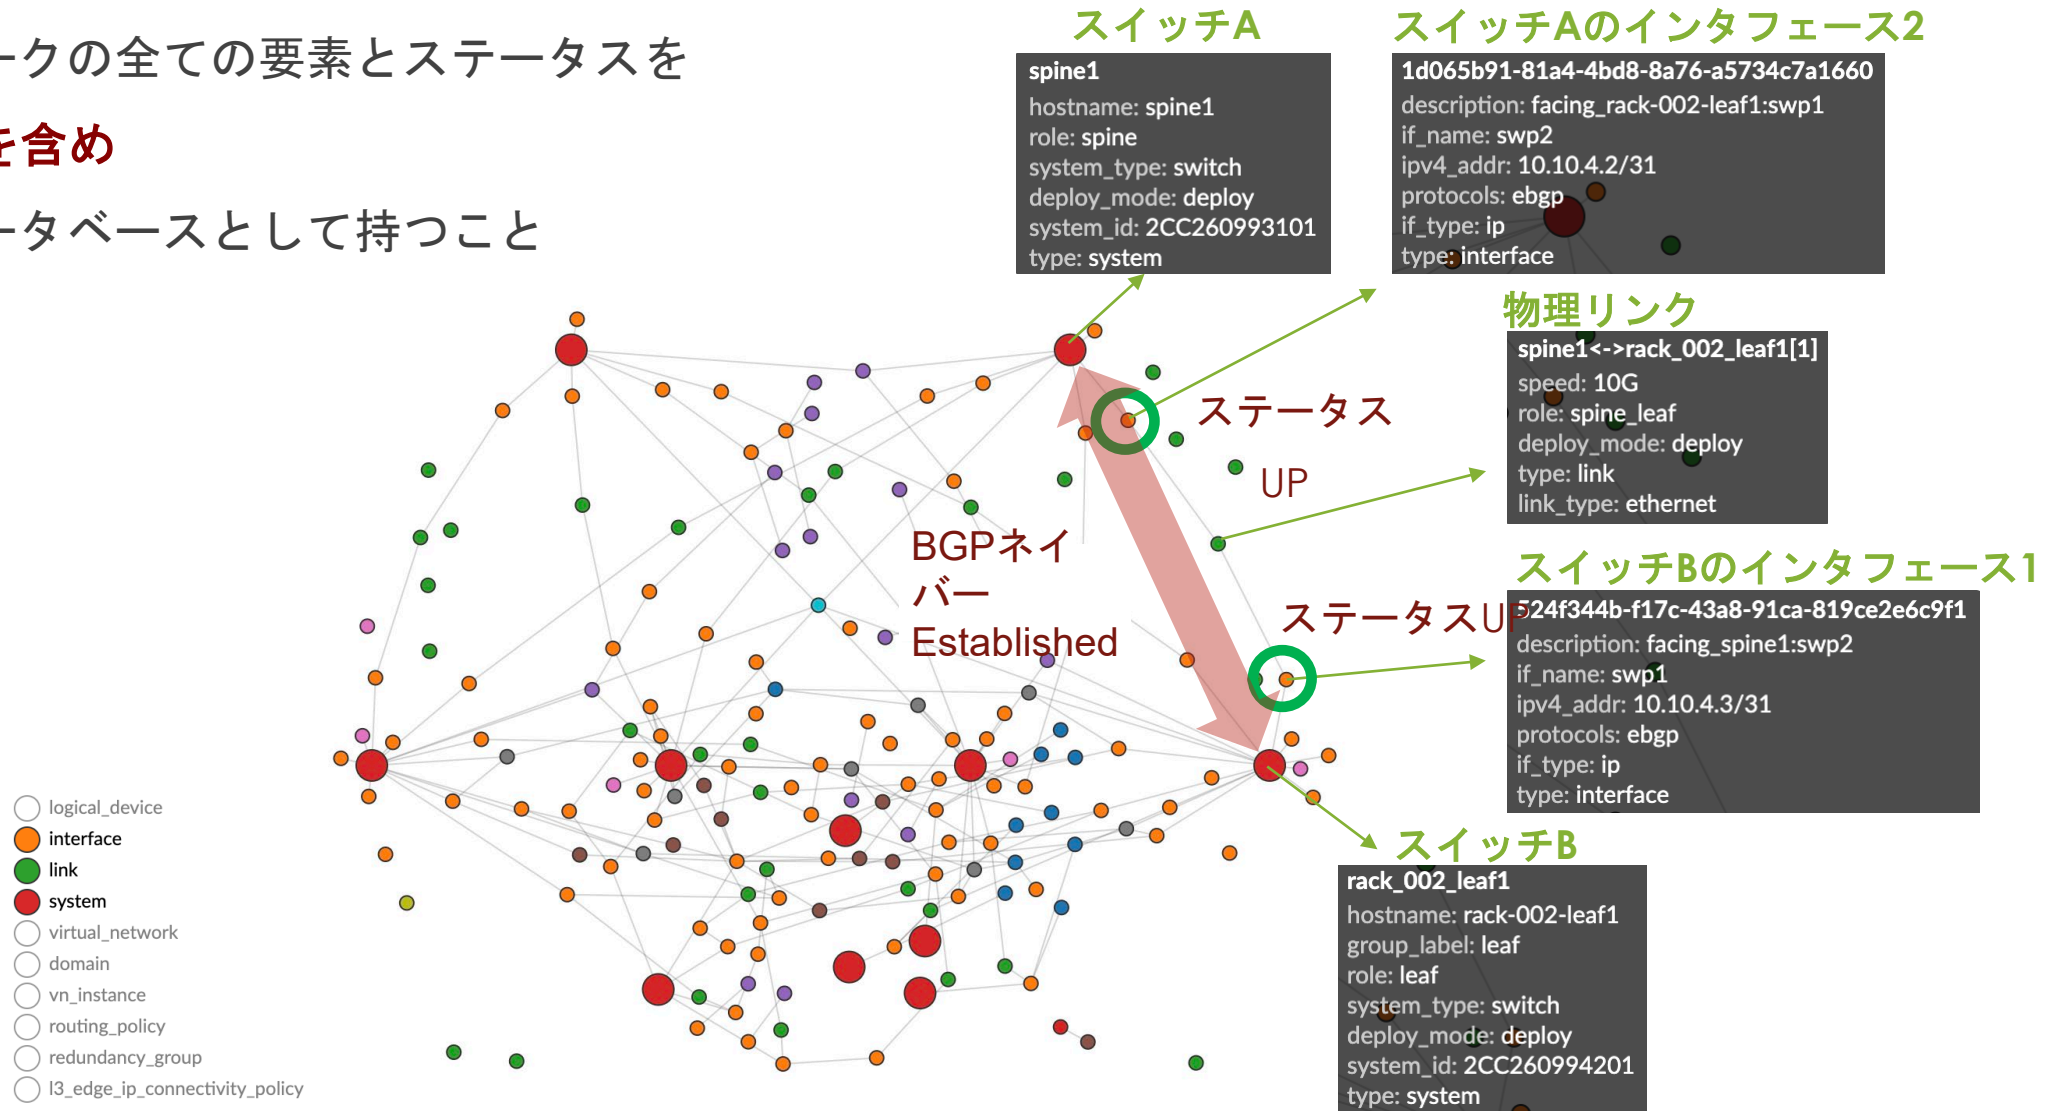 ークの全ての要素とステータスを
を含め
ータベースとして持つこと
スイッチA
spine1
hostname: spine1
role: spine
system_type: switch
deploy_mode: deploy
system_id: 2CC260993101
type: system
スイッチAのインタフェース2
1d065b91-81a4-4bd8-8a76-a5734c7a1660
description: facing_rack-002-leaf1:swp1
if_name: swp2
ipv4_addr: 10.10.4.2/31
protocols: ebgp
if_type: ip
type: interface
物理リンク
spine1<->rack_002_leaf1[1]
speed: 10G
role: spine_leaf
deploy_mode: deploy
type: link
link_type: ethernet
ステータス
UP
BGPネイ
バー
Established
ステータスUP
スイッチBのインタフェース1
524f344b-f17c-43a8-91ca-819ce2e6c9f1
description: facing_spine1:swp2
if_name: swp1
ipv4_addr: 10.10.4.3/31
protocols: ebgp
if_type: ip
type: interface
スイッチB
rack_002_leaf1
hostname: rack-002-leaf1
group_label: leaf
role: leaf
system_type: switch
deploy_mode: deploy
system_id: 2CC260994201
type: system
logical_device
interface
link
system
virtual_network
domain
vn_instance
routing_policy
redundancy_group
l3_edge_ip_connectivity_policy